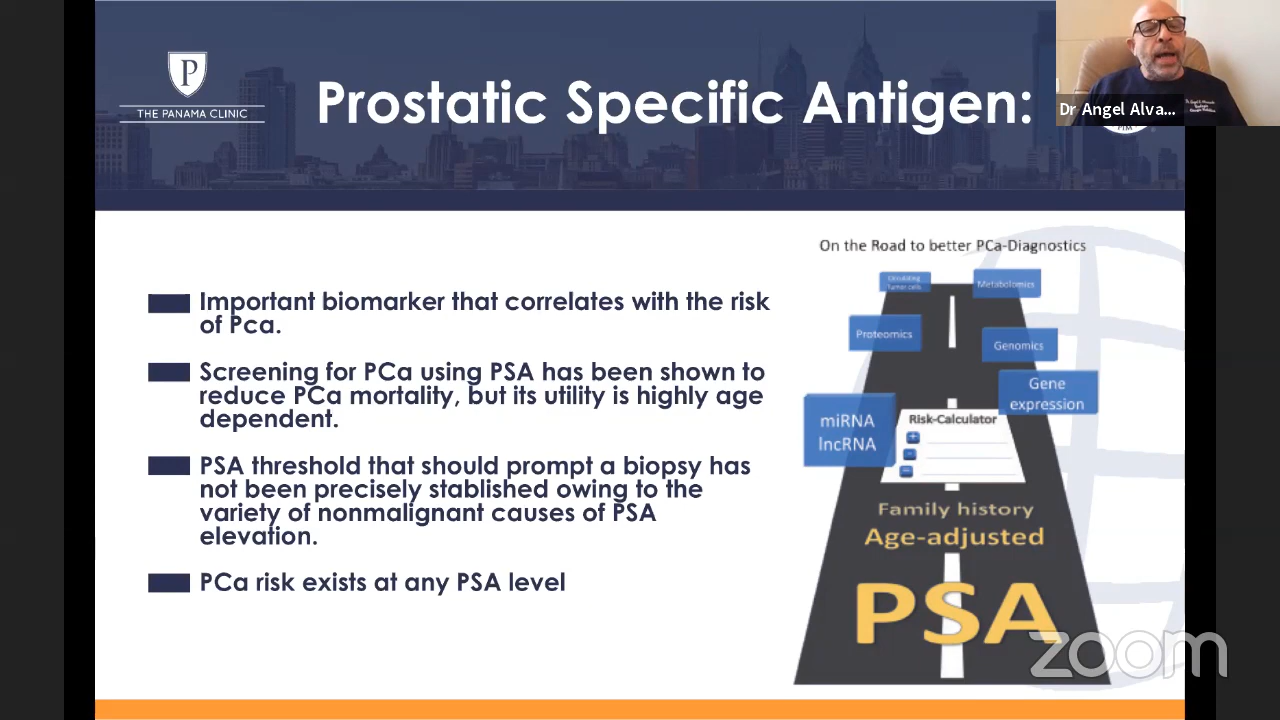 P
THE PANAMA CLINIC
Prostatic Specific Antigen:
Dr Angel Alva...
Important biomarker that correlates with the risk
of Pca.
Screening for PCa using PSA has been shown to
reduce PCa mortality, but its utility is highly age
dependent.
PSA threshold that should prompt a biopsy has
not been precisely stablished owing to the
variety of nonmalignant causes of PSA
elevation.
PCa risk exists at any PSA level
On the Road to better PCa-Diagnostics
Circulating
Tumor cells
Metabolomics
Proteomics
Genomics
Gene
expression
miRNA
lncRNA
Risk-Calculator
Family history
Age-adjusted
PSA
zoom